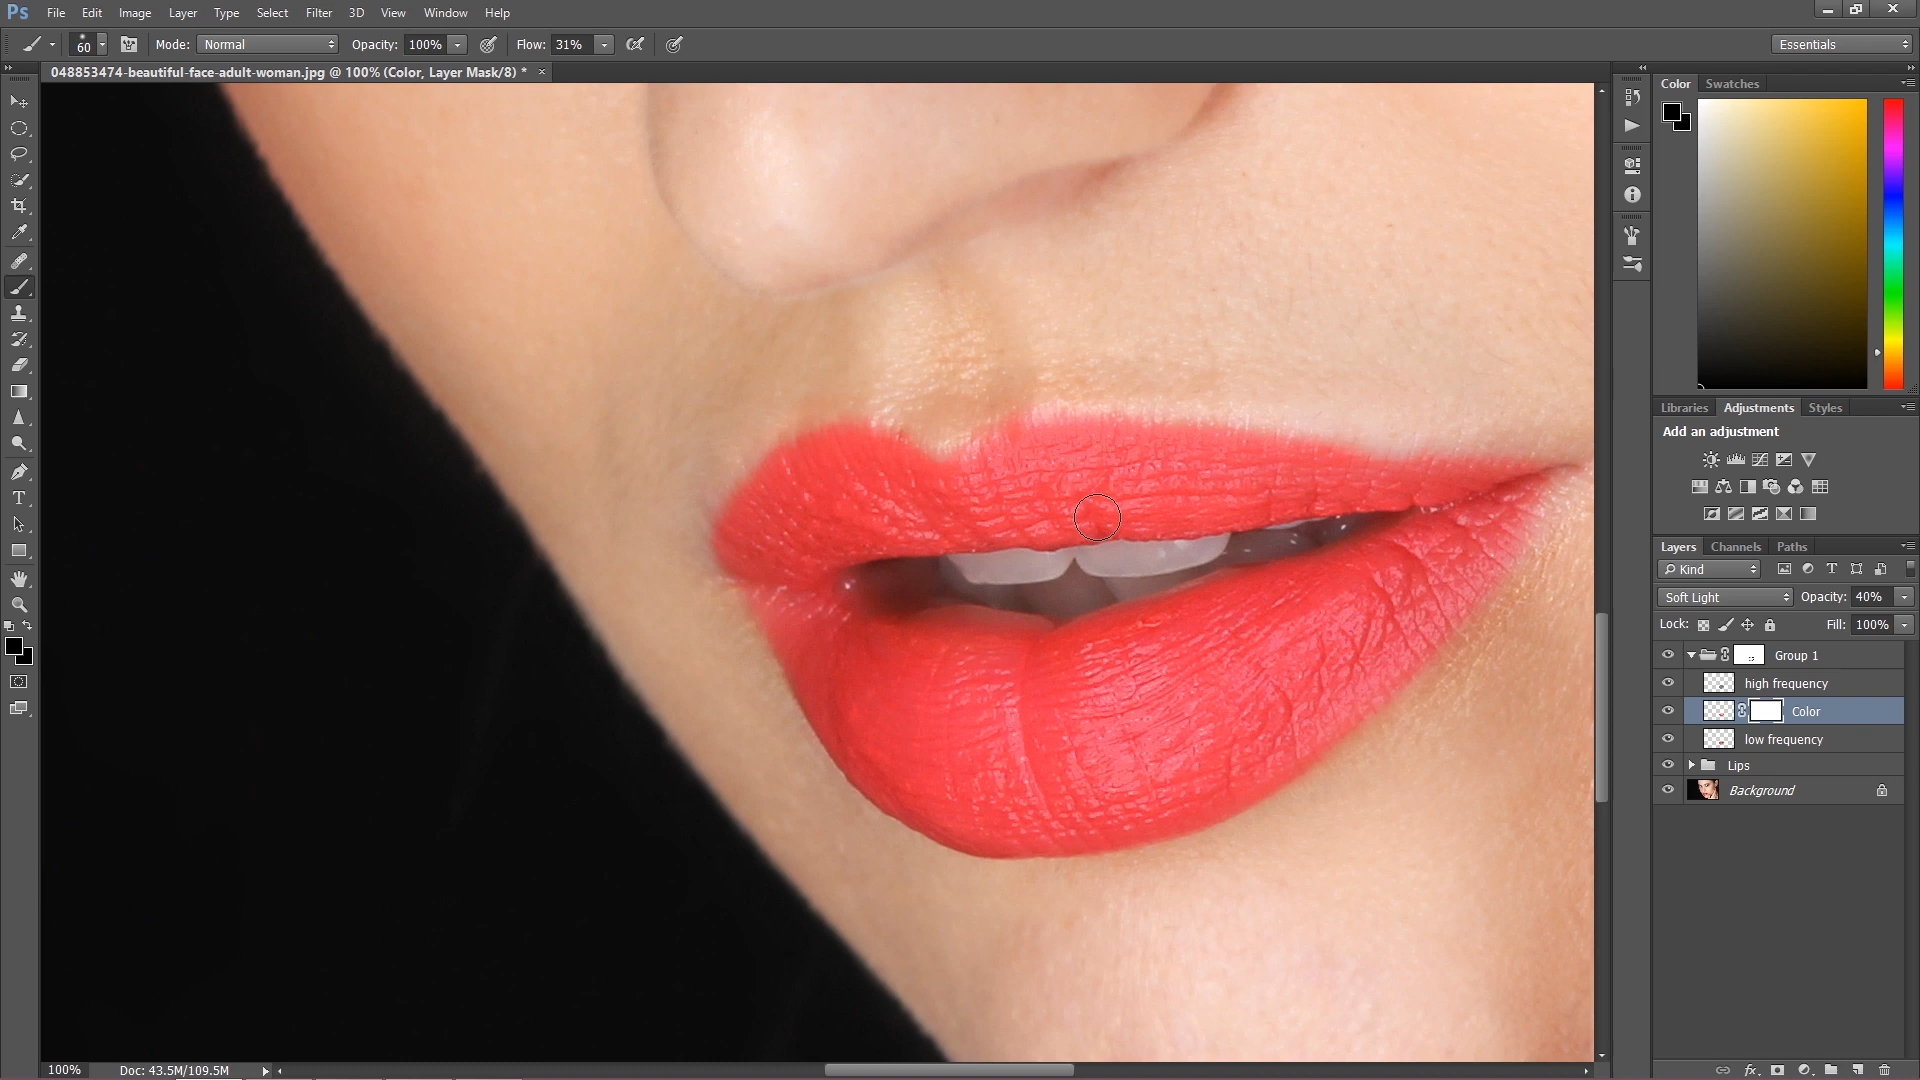 Ps File Edit Image Layer Type Select Filter 3D View Window Help
60 Mode: Normal Opacity: 100% Flow: 31% Essentials
048853474-beautiful-face-adult-woman.jpg @ 100% (Color, Layer Mask/8) *
Color Swatches
Libraries Adjustments Styles
Add an adjustment
Layers Channels Paths
Kind
Soft Light Opacity: 40%
Lock: Fill: 100%
Group 1
high frequency
Color
low frequency
Lips
Background
100% Doc: 43.5M/109.5M